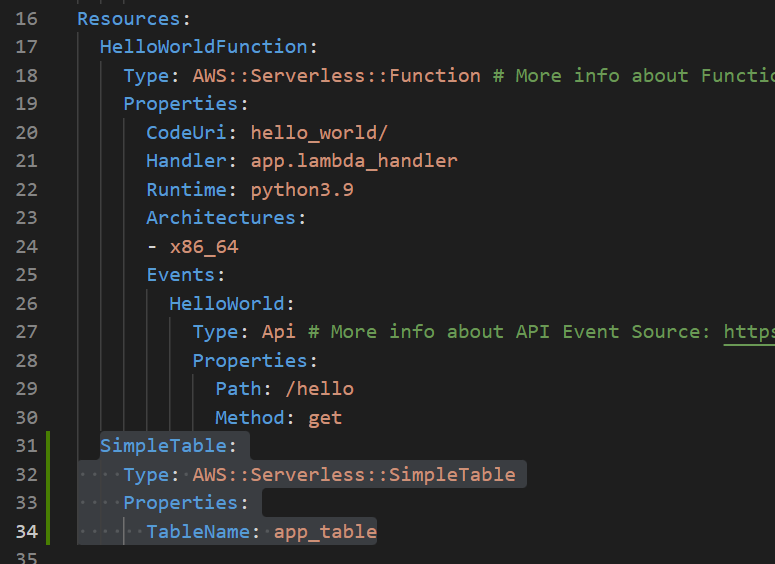 16 Resources:
17 HelloWorldFunction:
18 Type: AWS::Serverless::Function # More info about
19 Properties:
20 CodeUri: hello_world/
21 Handler: app.lambda_handler
22 Runtime: python3.9
23 Architectures:
24 - x86_64
25 Events:
26 HelloWorld:
27 Type: Api # More info about API Event Source: https
28 Properties:
29 Path: /hello
30 Method: get
31 SimpleTable:
32 Type: AWS::Serverless::SimpleTable
33 Properties:
34 TableName: app_table
35